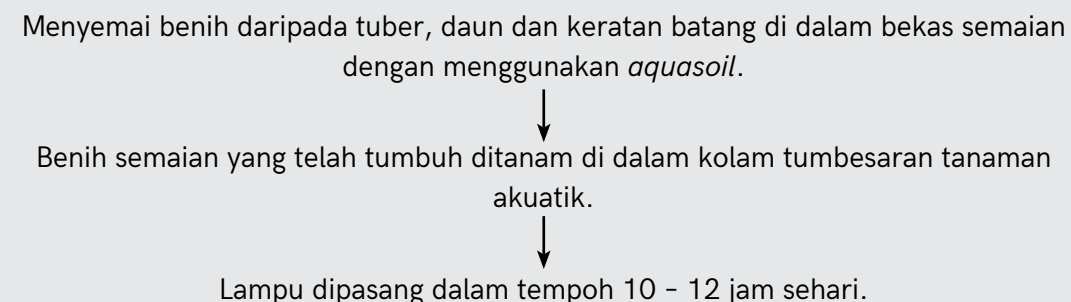 Menyemai benih daripada tuber, daun dan keratan batang di dalam bekas semaian
dengan menggunakan aquasoil.
Benih semaian yang telah tumbuh ditanam di dalam kolam tumbesaran tanaman
akuatik.
Lampu dipasang dalam tempoh 10 – 12 jam sehari.